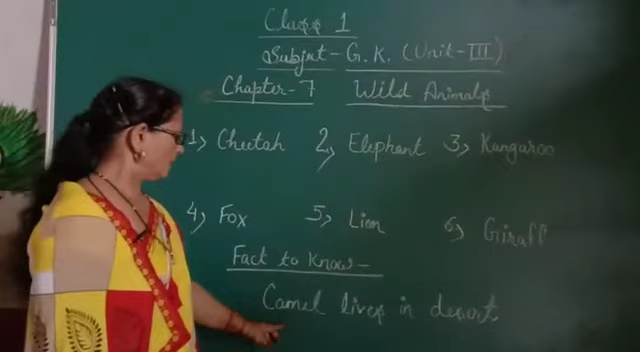 Class 1
Subject - G.K. (Unit - III)
Chapter - 7 Wild Animals
1) Cheetah 2) Elephant 3) Kangaroo
4) Fox 5) Lion 6) Giraff
Fact to Know -
Camel lives in desert.